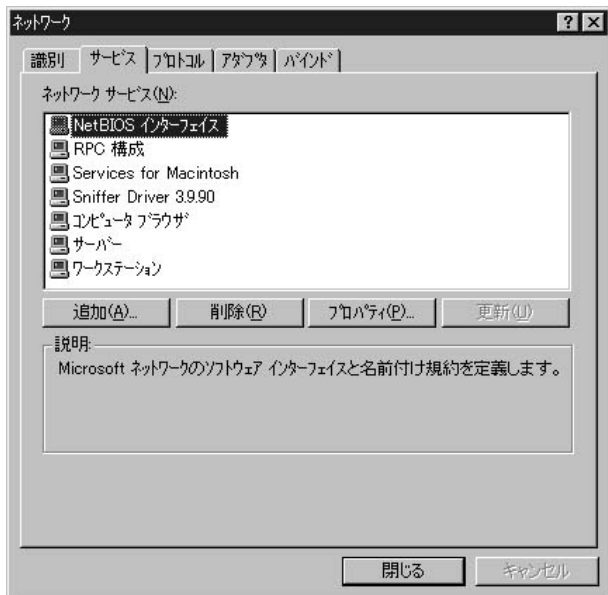 ネットワーク
識別 サービス プロトコル アダプタ バインド
ネットワーク サービス(N):
NetBIOS インターフェイス
RPC 構成
Services for Macintosh
Sniffer Driver 3.9.90
コンピュータ ブラウザ
サーバー
ワークステーション
追加(A)... 削除(R) プロパティ(P)... 更新(U)
説明:
Microsoft ネットワークのソフトウェア インターフェイスと名前付け規約を定義します。
閉じる キャンセル